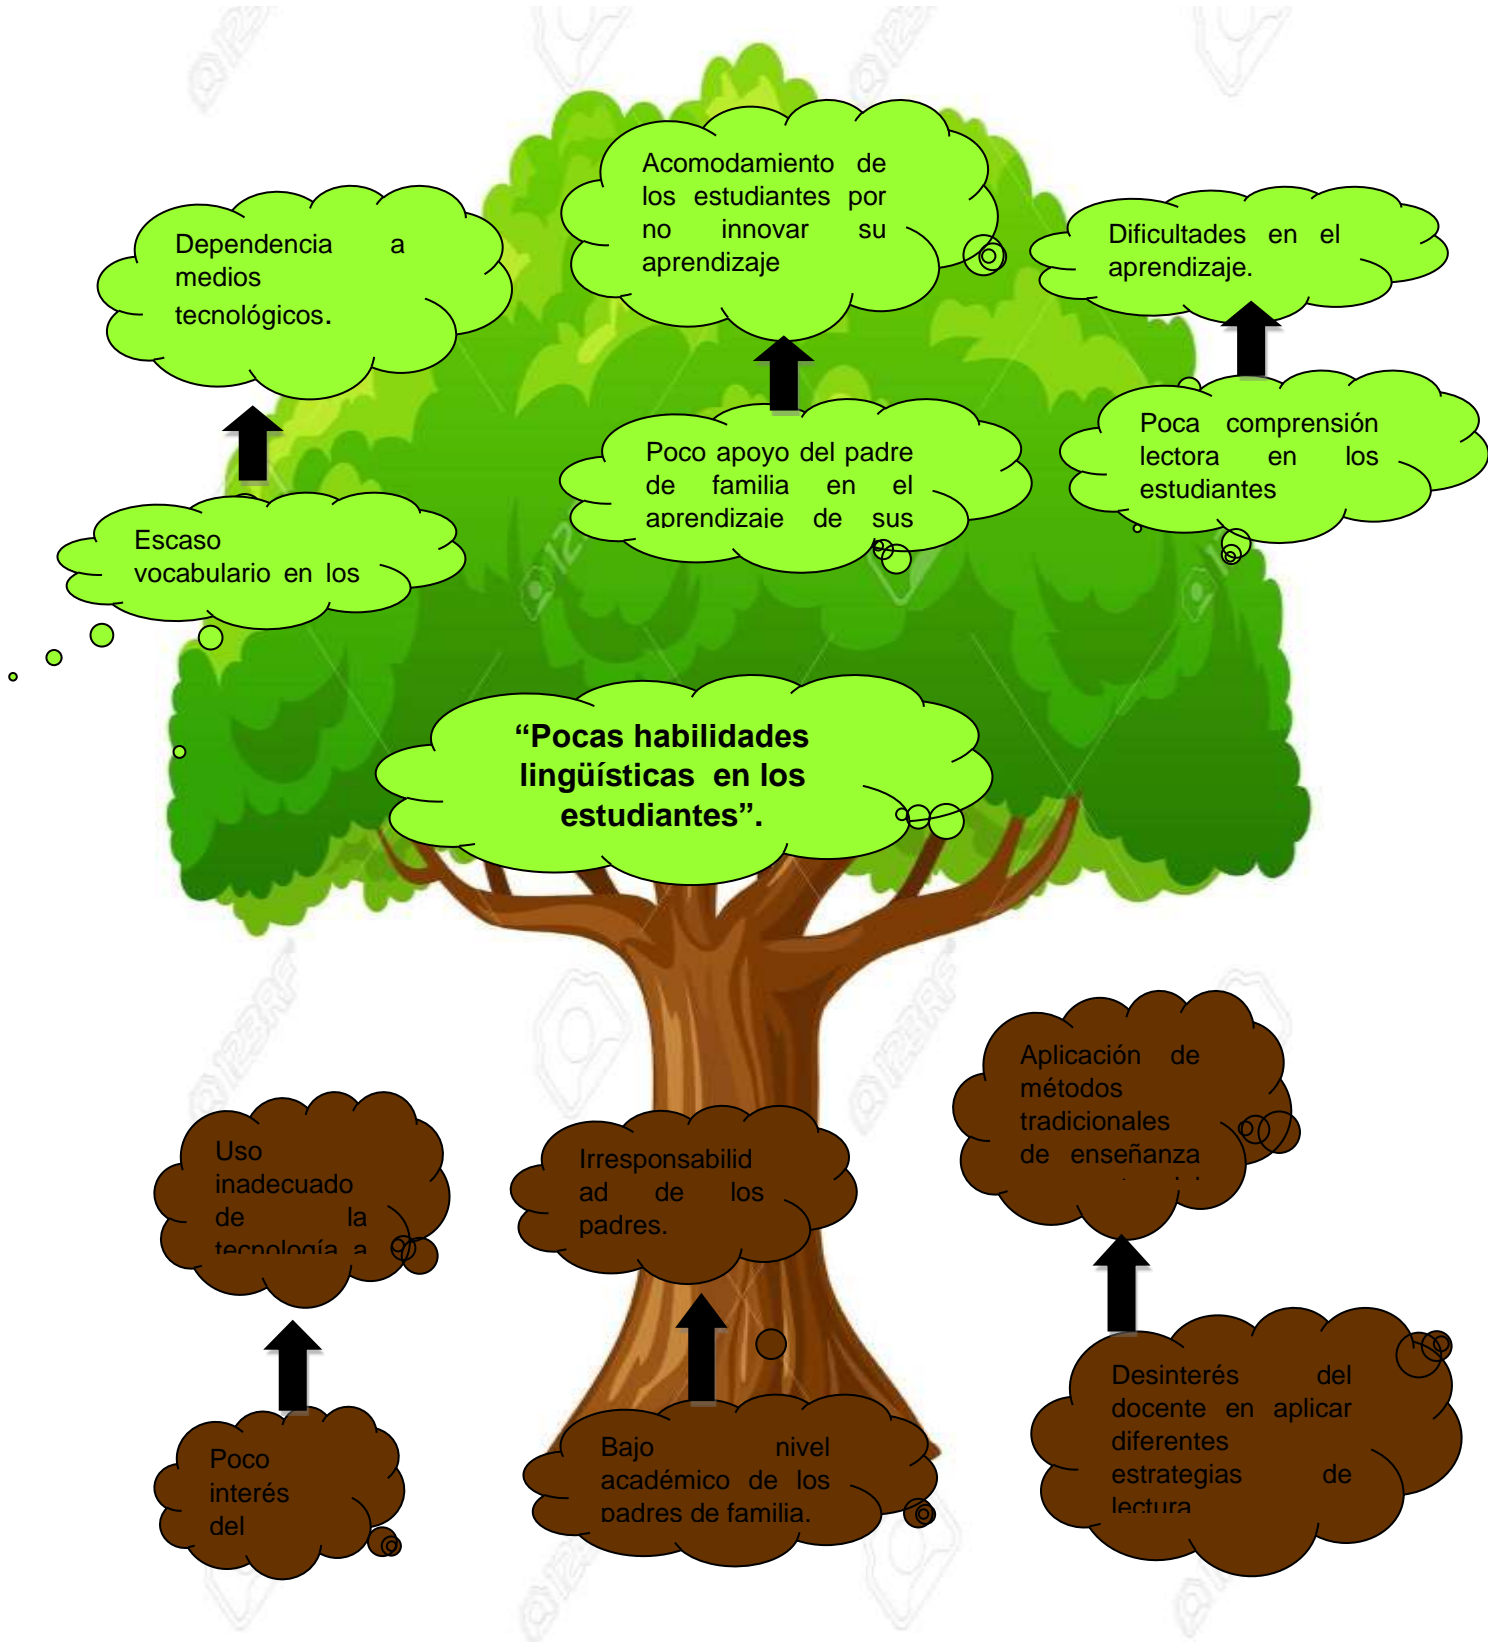 Acomodamiento de
los estudiantes por
no innovar su
aprendizaje
Dependencia a
medios
tecnológicos.
Dificultades en el
aprendizaje.
Poco apoyo del padre
de familia en el
aprendizaje de sus
Poca comprensión
lectora en los
estudiantes
Escaso
vocabulario en los
“Pocas habilidades
lingüísticas en los
estudiantes”.
Aplicación de
métodos
tradicionales
de enseñanza
Uso
inadecuado
de la
tecnología a
Irresponsabilid
ad de los
padres.
Poco
interés
del
Bajo nivel
académico de los
padres de familia.
Desinterés del
docente en aplicar
diferentes
estrategias de
lectura
123RF
123RF